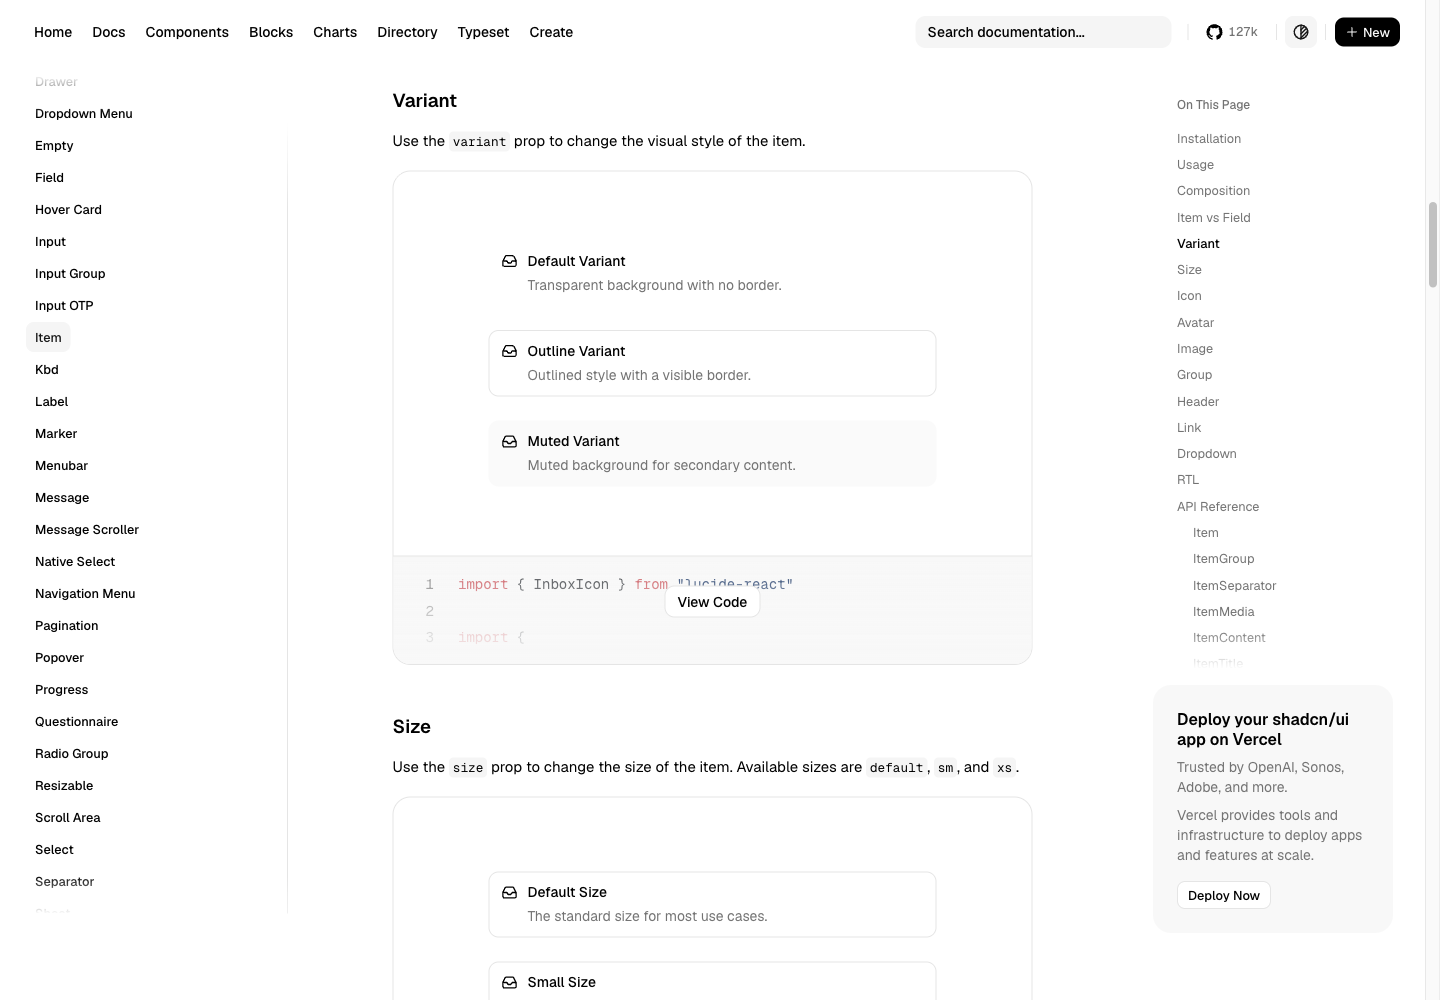 Home Docs Components Blocks Charts Directory Typeset Create
Search documentation...
127k
New
Drawer
Dropdown Menu
Empty
Field
Hover Card
Input
Input Group
Input OTP
Item
Kbd
Label
Marker
Menubar
Message
Message Scroller
Native Select
Navigation Menu
Pagination
Popover
Progress
Questionnaire
Radio Group
Resizable
Scroll Area
Select
Separator
Variant
Use the variant prop to change the visual style of the item.
Default Variant
Transparent background with no border.
Outline Variant
Outlined style with a visible border.
Muted Variant
Muted background for secondary content.
1 import { InboxIcon } from "lucide-react"
2
3 import {
View Code
Size
Use the size prop to change the size of the item. Available sizes are default, sm, and xs.
Default Size
The standard size for most use cases.
Small Size
On This Page
Installation
Usage
Composition
Item vs Field
Variant
Size
Icon
Avatar
Image
Group
Header
Link
Dropdown
RTL
API Reference
Item
ItemGroup
ItemSeparator
ItemMedia
ItemContent
ItemTitle
Deploy your shadcn/ui
app on Vercel
Trusted by OpenAI, Sonos,
Adobe, and more.
Vercel provides tools and
infrastructure to deploy apps
and features at scale.
Deploy Now